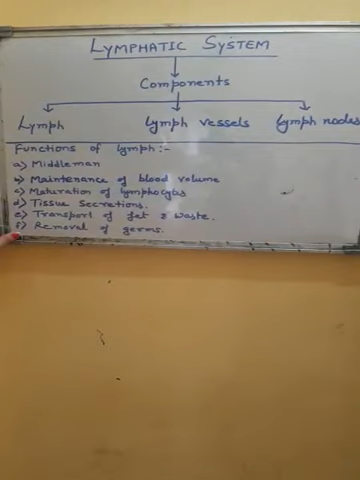 LYMPHATIC SYSTEM
Components
Lymph Lymph vessels Lymph nodes
Functions of lymph:-
a) Middleman
b) Maintenance of blood volume
c) Maturation of lymphocytes
d) Tissue Secretions.
e) Transport of fat & waste.
f) Removal of germs.